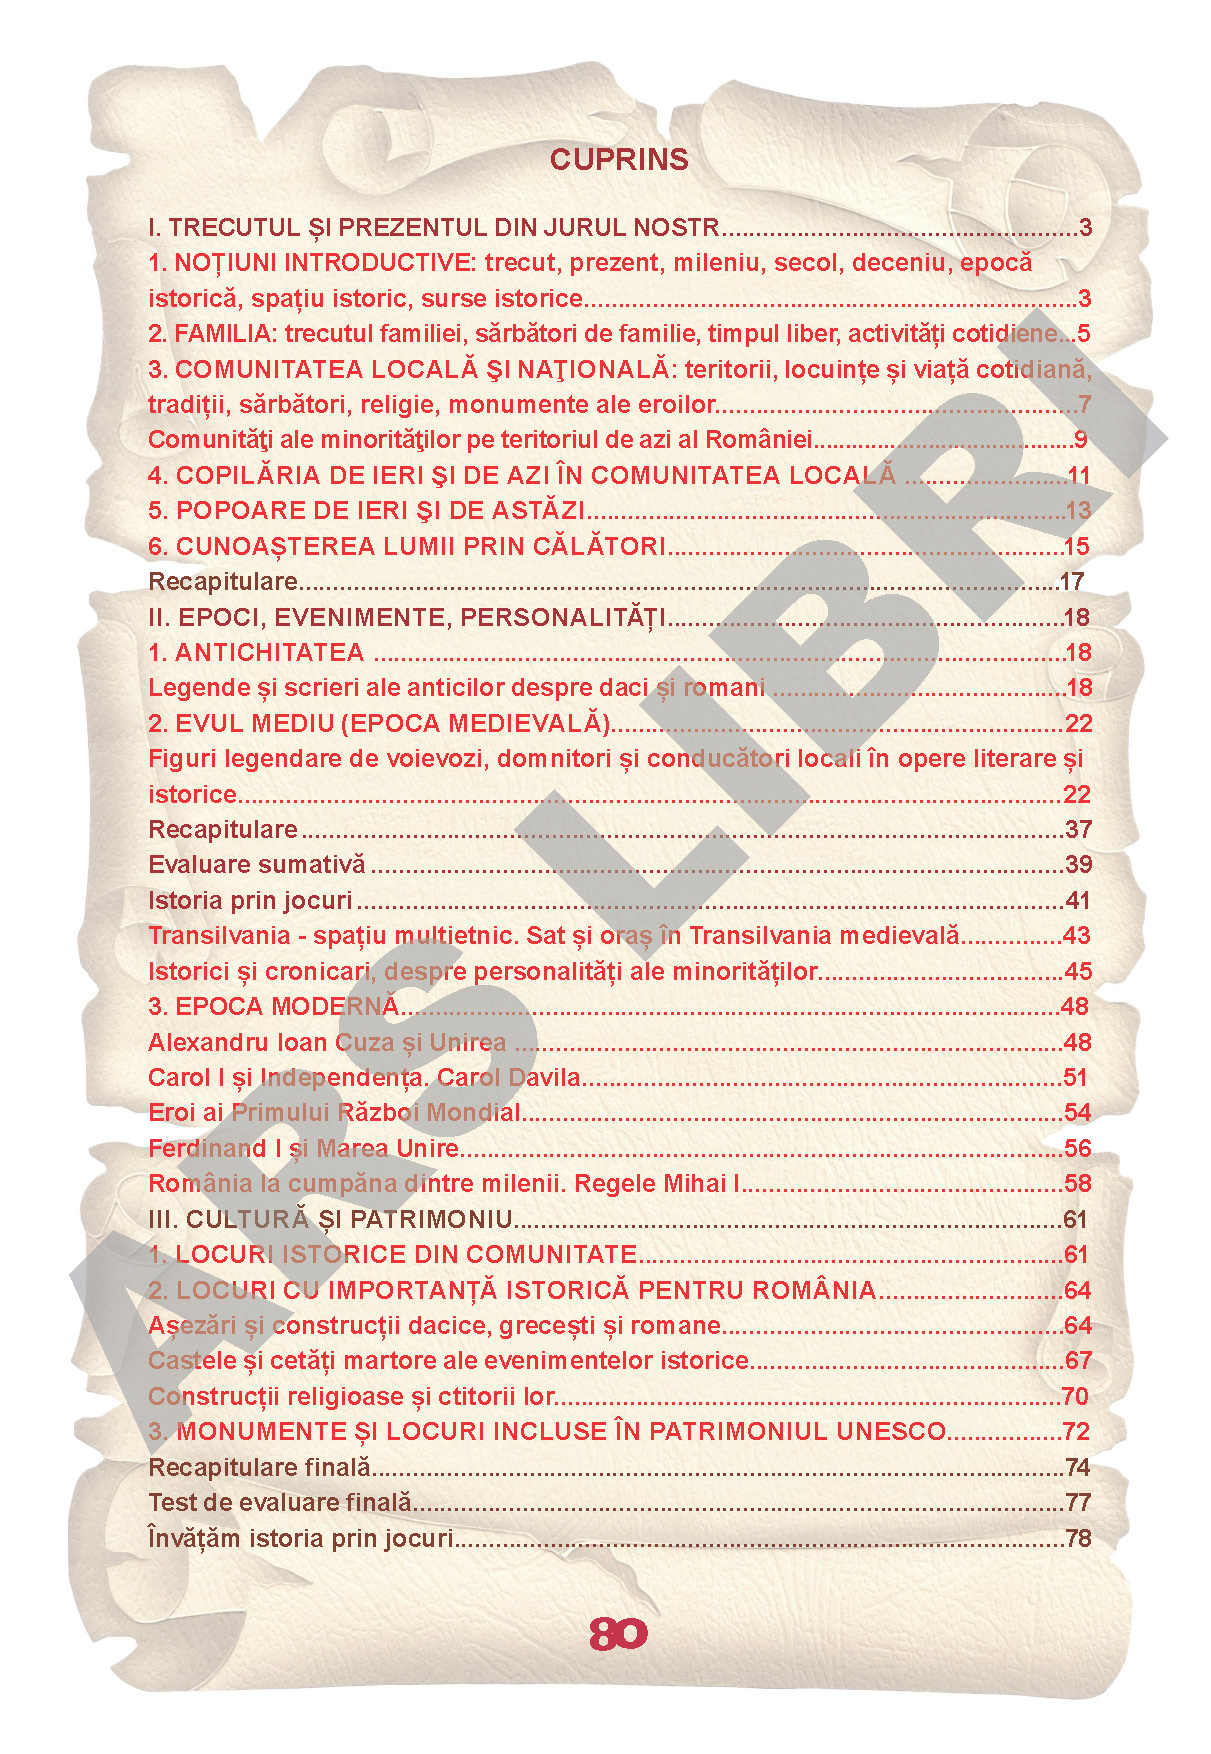 CUPRINS
I. TRECUTUL ȘI PREZENTUL DIN JURUL NOSTR....................................................3
1. NOȚIUNI INTRODUCTIVE: trecut, prezent, mileniu, secol, deceniu, epocă
istorică, spațiu istoric, surse istorice........................................................................3
2. FAMILIA: trecutul familiei, sărbători de familie, timpul liber, activități cotidiene...5
3. COMUNITATEA LOCALĂ ŞI NAŢIONALĂ: teritorii, locuințe și viață cotidiană,
tradiții, sărbători, religie, monumente ale eroilor.....................................................7
Comunităţi ale minorităţilor pe teritoriul de azi al României........................................9
4. COPILĂRIA DE IERI ŞI DE AZI ÎN COMUNITATEA LOCALĂ ........................11
5. POPOARE DE IERI ŞI DE ASTĂZI......................................................................13
6. CUNOAȘTEREA LUMII PRIN CĂLĂTORI..........................................................15
Recapitulare...............................................................................................................17
II. EPOCI, EVENIMENTE, PERSONALITĂȚI..........................................................18
1. ANTICHITATEA .....................................................................................................18
Legende și scrieri ale anticilor despre daci și romani ...........................................18
2. EVUL MEDIU (EPOCA MEDIEVALĂ)..................................................................22
Figuri legendare de voievozi, domnitori și conducători locali în opere literare și
istorice........................................................................................................................22
Recapitulare...............................................................................................................37
Evaluare sumativă .....................................................................................................39
Istoria prin jocuri.......................................................................................................41
Transilvania - spațiu multietnic. Sat și oraș în Transilvania medievală...............43
Istorici și cronicari, despre personalități ale minorităților....................................45
3. EPOCA MODERNĂ................................................................................................48
Alexandru Ioan Cuza și Unirea ................................................................................48
Carol I și Independența. Carol Davila......................................................................51
Eroi ai Primului Război Mondial...............................................................................54
Ferdinand I și Marea Unire........................................................................................56
România la cumpăna dintre milenii. Regele Mihai I...............................................58
III. CULTURĂ ȘI PATRIMONIU................................................................................61
1. LOCURI ISTORICE DIN COMUNITATE..............................................................61
2. LOCURI CU IMPORTANȚĂ ISTORICĂ PENTRU ROMÂNIA...........................64
Așezări și construcții dacice, grecești și romane..................................................64
Castele și cetăți martore ale evenimentelor istorice..............................................67
Construcții religioase și ctitorii lor..........................................................................70
3. MONUMENTE ȘI LOCURI INCLUSE ÎN PATRIMONIUL UNESCO.................72
Recapitulare finală.....................................................................................................74
Test de evaluare finală...............................................................................................77
Învățăm istoria prin jocuri.........................................................................................78
80
ARS LIBRI